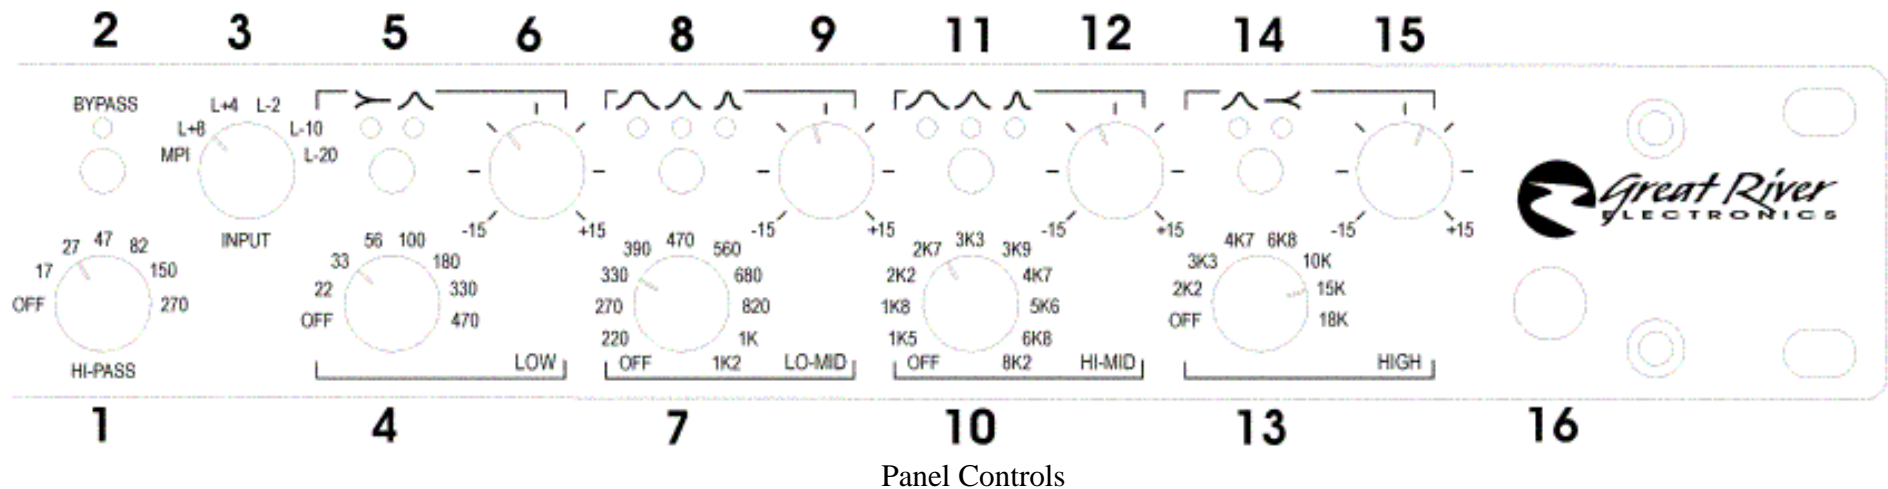 2 3 5 6 8 9 11 12 14 15
BYPASS
L+4 L-2
L+8 L-10
MPI L-20
INPUT
-15 +15
-15 +15
-15 +15
-15 +15
47
27 82
17 150
OFF 270
HI-PASS
56 100
33 180
22 330
OFF 470
LOW
470
390 560
330 680
270 820
220 1K
OFF 1K2
LO-MID
3K3
2K7 3K9
2K2 4K7
1K8 5K6
1K5 6K8
OFF 8K2
HI-MID
4K7 6K8
3K3 10K
2K2 15K
OFF 18K
HIGH
Great River
ELECTRONICS
1 4 7 10 13 16
Panel Controls